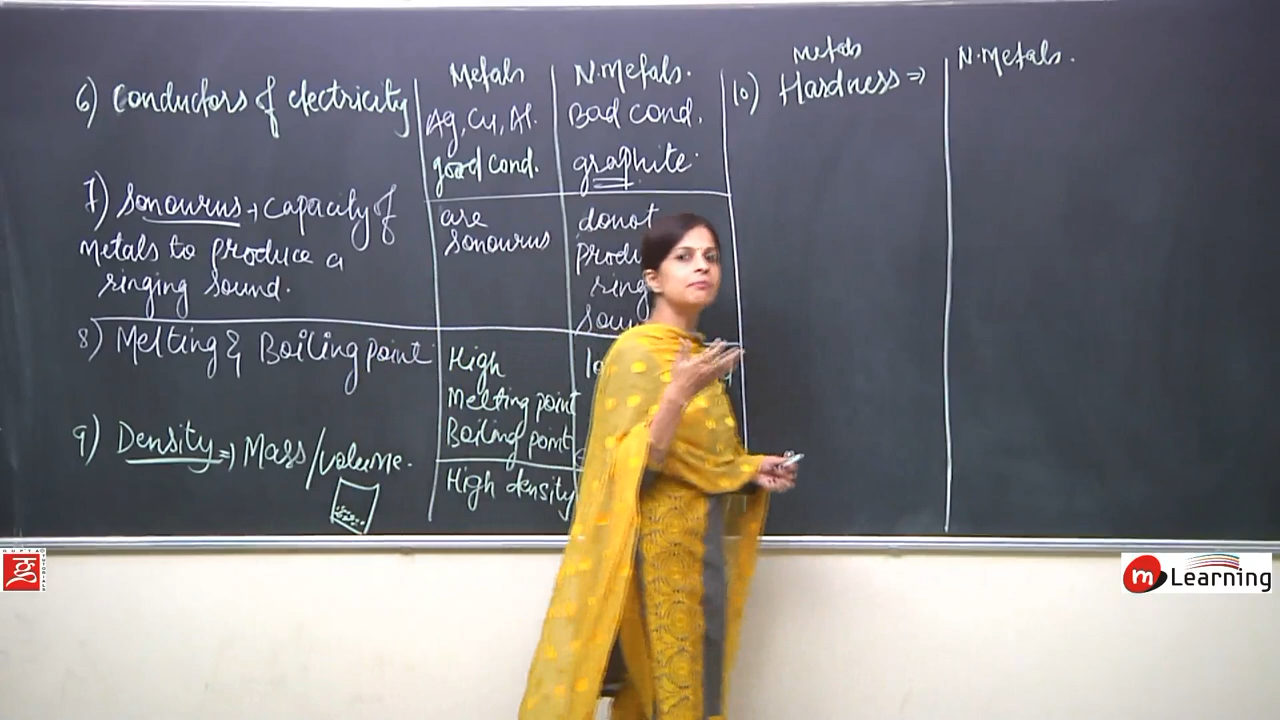 6) Conductors of electricity
Metals
Ag, Cu, Al.
good cond.
N.Metals.
Bad cond.
graphite.
7) Sonourus → capacity of
Metals to produce a
ringing sound.
are
sonourus
donot
8) Melting & Boiling point
High
Melting point
Boiling point
9) Density => Mass/volume.
High density
Metals
10) Hardness =>
N.Metals.
GUPTA
TUTORIALS
m Learning